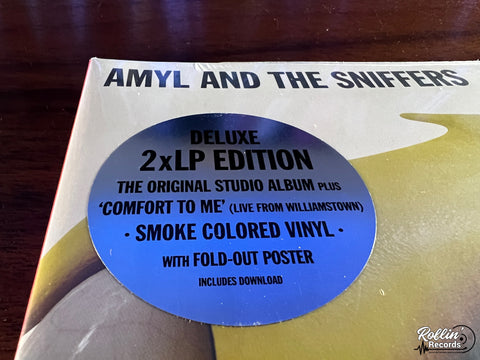 AMYL AND THE SNIFFERS
DELUXE
2xLP EDITION
THE ORIGINAL STUDIO ALBUM PLUS
‘COMFORT TO ME’ (LIVE FROM WILLIAMSTOWN)
· SMOKE COLORED VINYL ·
WITH FOLD-OUT POSTER
INCLUDES DOWNLOAD
Rollin
Records